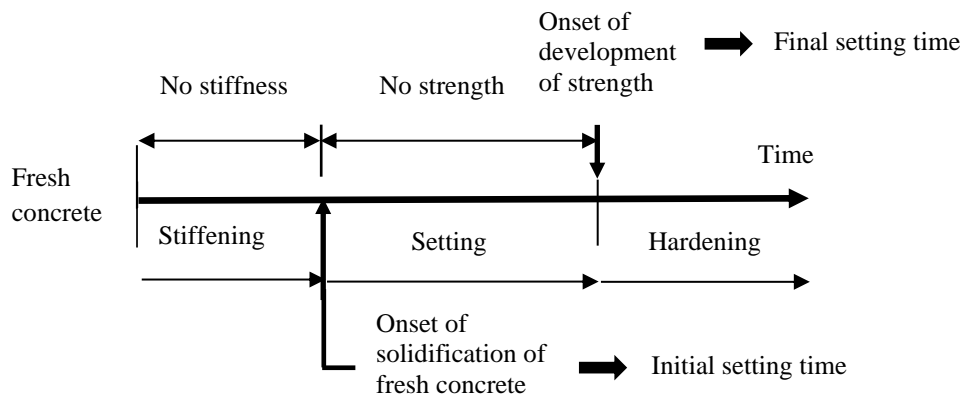 Onset of
development
of strength
Final setting time
No stiffness
No strength
Time
Fresh
concrete
Stiffening
Setting
Hardening
Onset of
solidification of
fresh concrete
Initial setting time